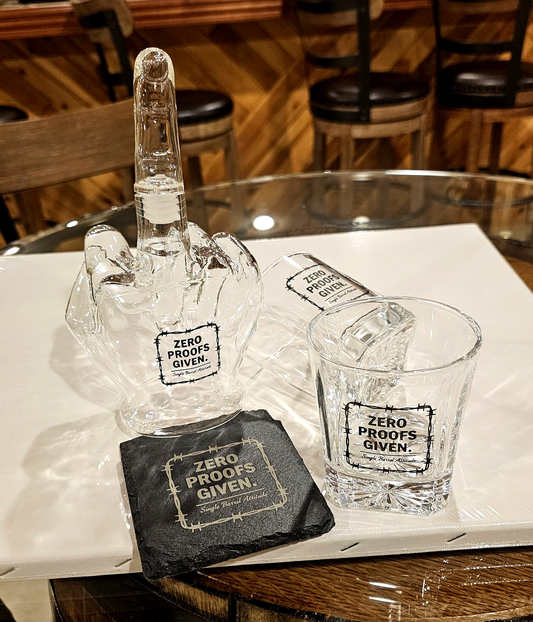 ZERO
PROOFS
GIVEN.
Single Barrel Attitude
ZERO
PROOFS
GIVEN.
ZERO
PROOFS
GIVEN.
Single Barrel Attitude
ZERO
PROOFS
GIVEN.
Single Barrel Attitude